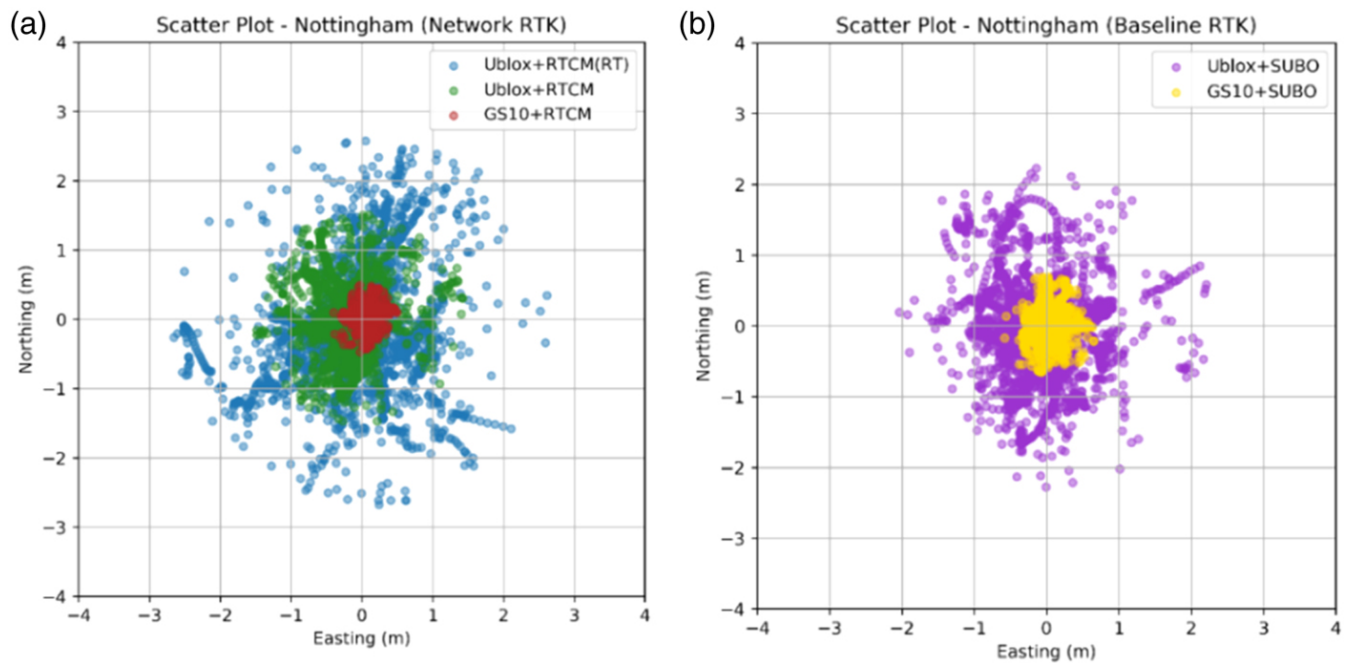 (a)
Scatter Plot - Nottingham (Network RTK)
Ublox+RTCM(RT)
Ublox+RTCM
GS10+RTCM
4
3
2
1
0
−1
−2
−3
−4
Northing (m)
−4 −3 −2 −1 0 1 2 3 4
Easting (m)
(b)
Scatter Plot - Nottingham (Baseline RTK)
Ublox+SUBO
GS10+SUBO
4
3
2
1
0
−1
−2
−3
−4
Northing (m)
−4 −3 −2 −1 0 1 2 3 4
Easting (m)